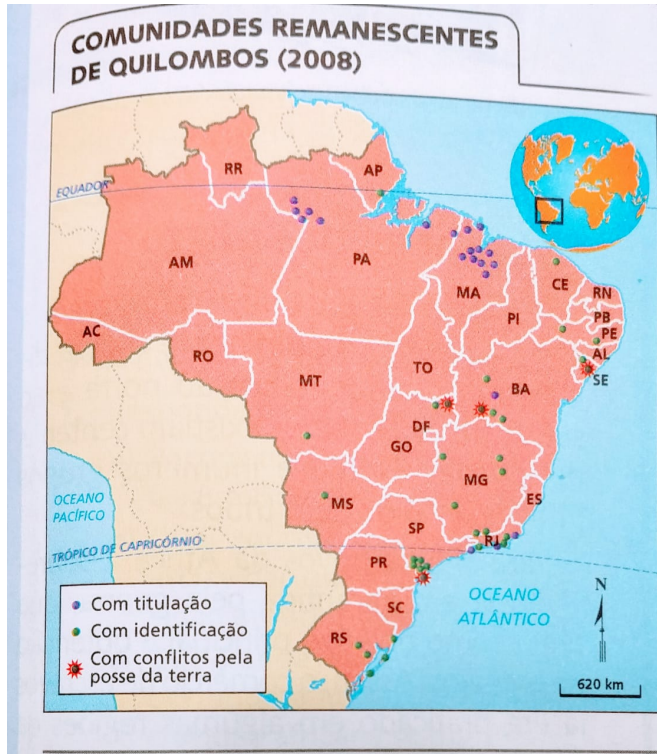 COMUNIDADES REMANESCENTES
DE QUILOMBOS (2008)
EQUADOR
RR
AP
AM
PA
MA
CE
RN
PB
PE
AL
SE
PI
AC
RO
TO
BA
MT
DF
GO
MG
ES
MS
SP
RJ
PR
SC
RS
OCEANO
PACÍFICO
TRÓPICO DE CAPRICÓRNIO
OCEANO
ATLÂNTICO
N
620 km
Com titulação
Com identificação
Com conflitos pela
posse da terra